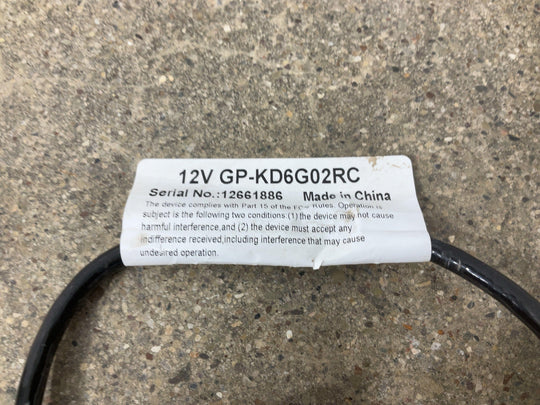 12V GP-KD6G02RC
Serial No.:12661886 Made in China
The device complies with Part 15 of the FCC Rules. Operation is
subject is the following two conditions:(1) the device may not cause
harmful interference,and (2) the device must accept any
indifference received,including interference that may cause
undesired operation.